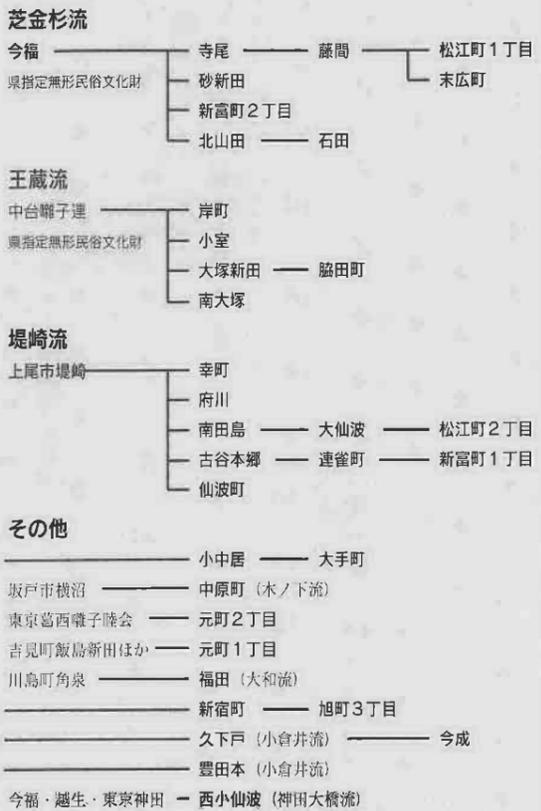 芝金杉流
今福 寺尾 藤間 松江町1丁目
県指定無形民俗文化財 砂新田 末広町
新富町2丁目
北山田 石田
王蔵流
中台囃子連 岸町
県指定無形民俗文化財 小室
大塚新田 脇田町
南大塚
堤崎流
上尾市堤崎 幸町
府川
南田島 大仙波 松江町2丁目
古谷本郷 連雀町 新富町1丁目
仙波町
その他
小中居 大手町
坂戸市横沼 中原町(木ノ下流)
東京葛西囃子睦会 元町2丁目
吉見町飯島新田ほか 元町1丁目
川島町角泉 福田(大和流)
新宿町 旭町3丁目
久下戸(小倉井流) 今成
豊田本(小倉井流)
今福・越生・東京神田 西小仙波(神田大橋流)